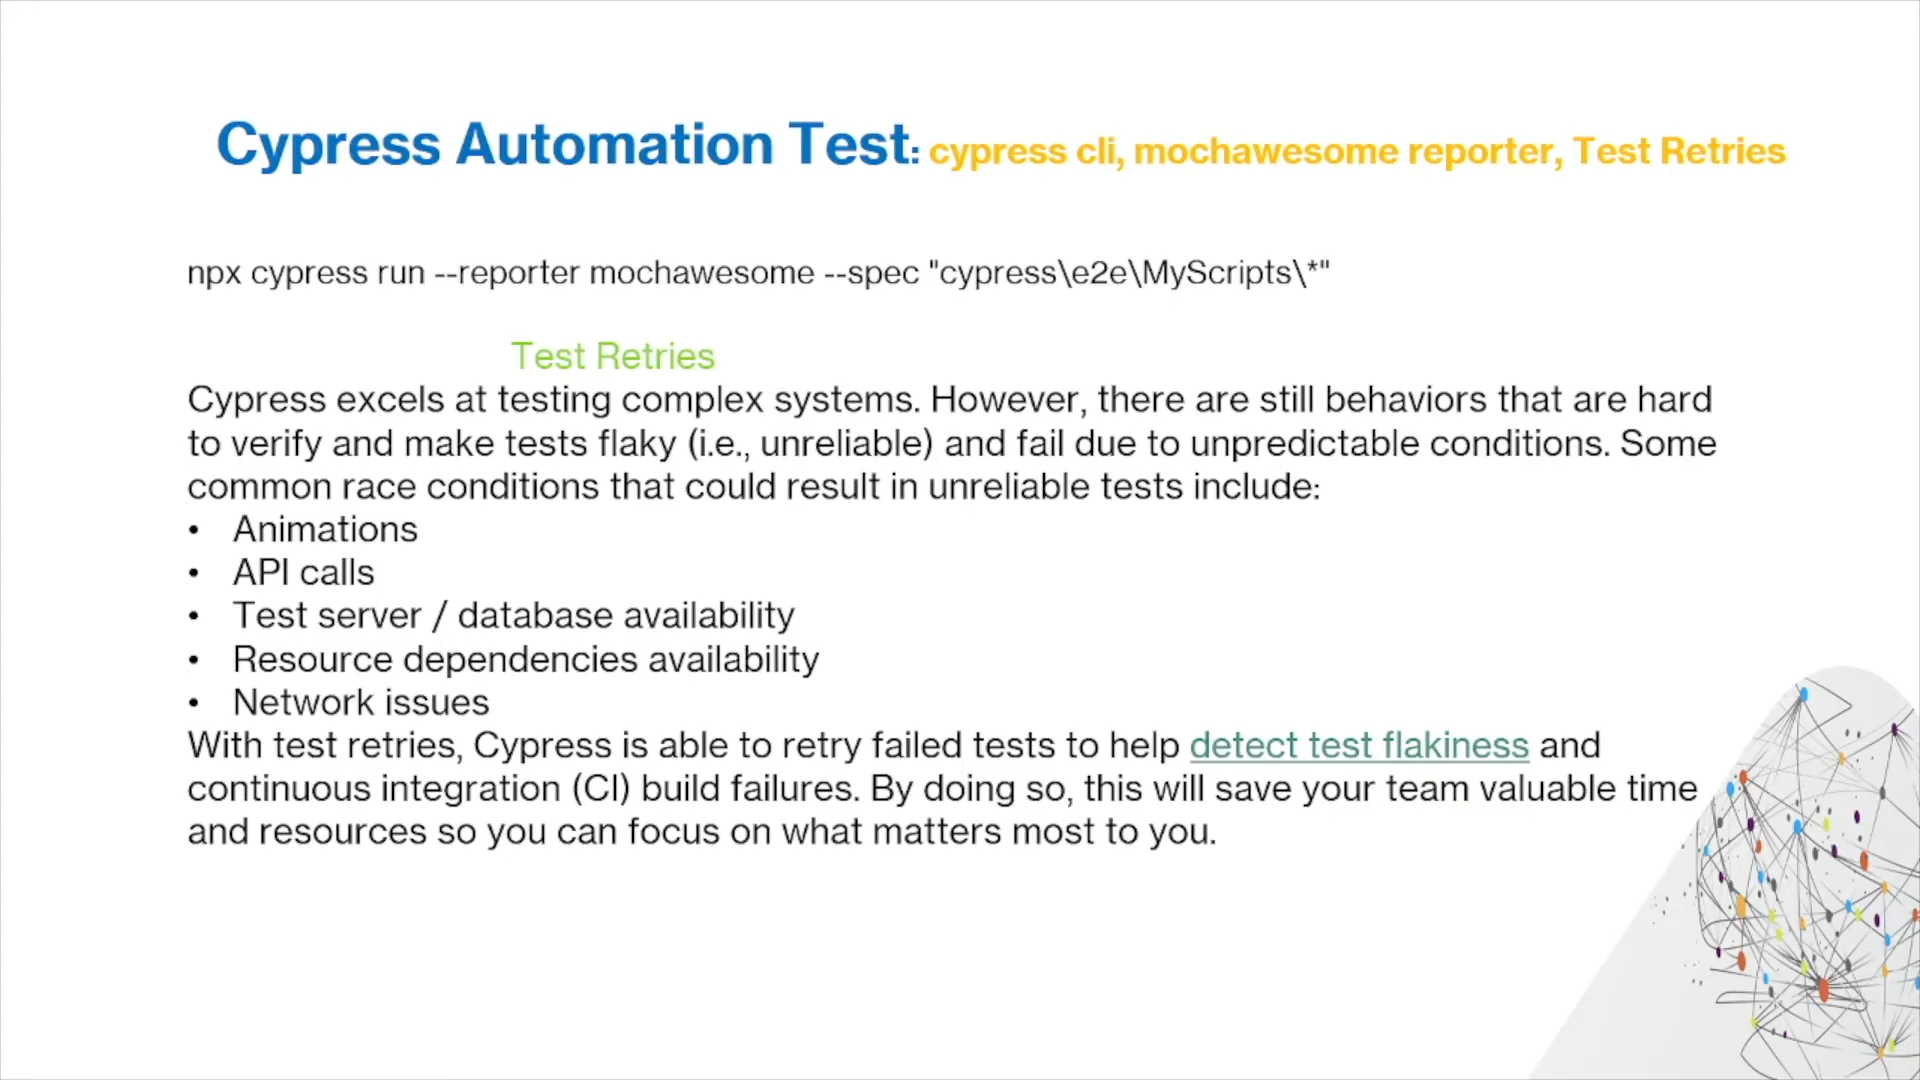 Cypress Automation Test: cypress cli, mochawesome reporter, Test Retries
npx cypress run --reporter mochawesome --spec "cypress\e2e\MyScripts\*"
Test Retries
Cypress excels at testing complex systems. However, there are still behaviors that are hard
to verify and make tests flaky (i.e., unreliable) and fail due to unpredictable conditions. Some
common race conditions that could result in unreliable tests include:
• Animations
• API calls
• Test server / database availability
• Resource dependencies availability
• Network issues
With test retries, Cypress is able to retry failed tests to help detect test flakiness and
continuous integration (CI) build failures. By doing so, this will save your team valuable time
and resources so you can focus on what matters most to you.